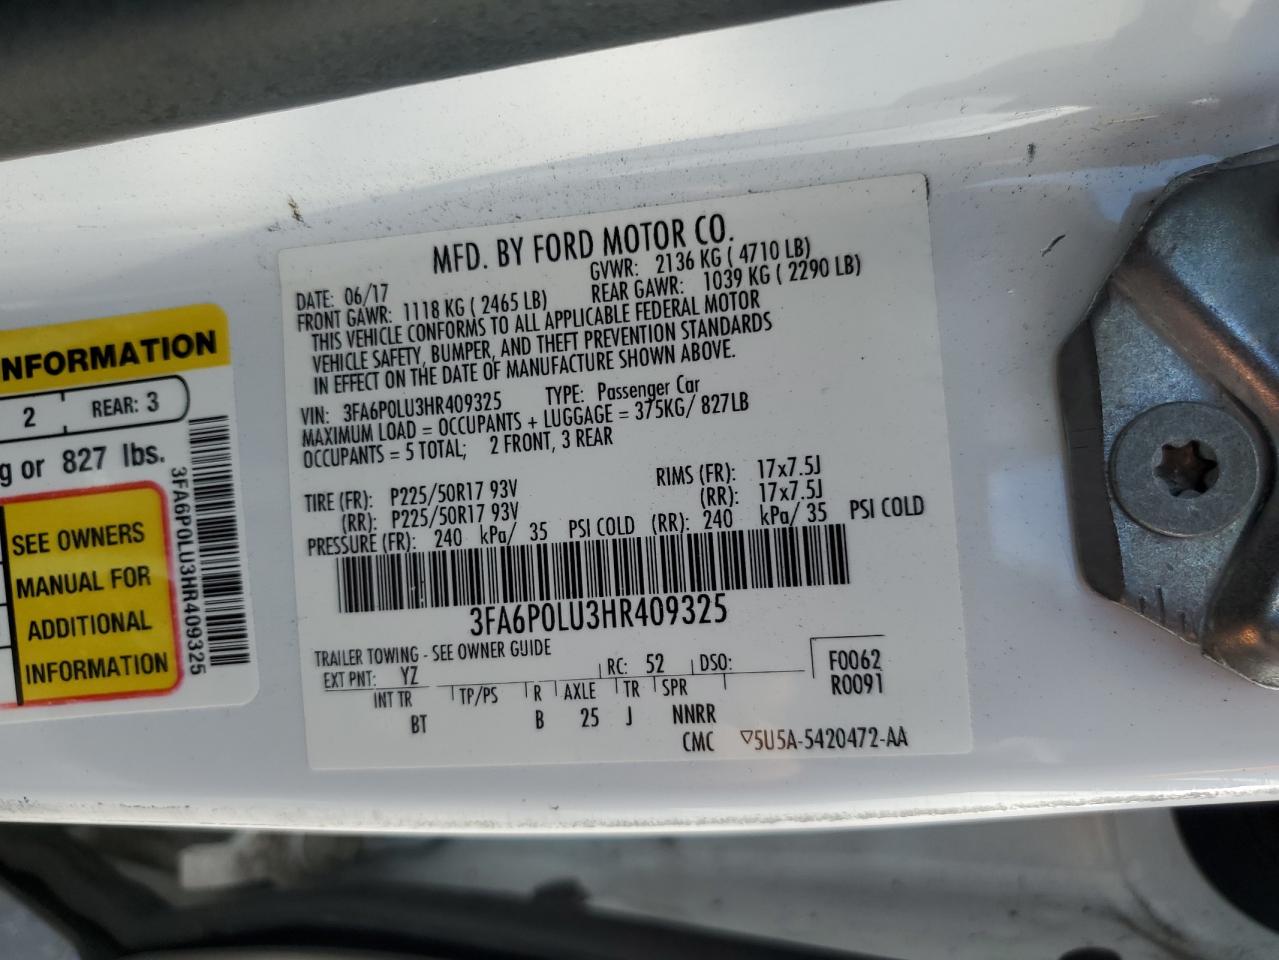 NFORMATION
2 REAR: 3
g or 827 lbs.
SEE OWNERS
MANUAL FOR
ADDITIONAL
INFORMATION
3FA6P0LU3HR409325
MFD. BY FORD MOTOR CO.
DATE: 06/17 GVWR: 2136 KG ( 4710 LB)
FRONT GAWR: 1118 KG ( 2465 LB) REAR GAWR: 1039 KG ( 2290 LB)
THIS VEHICLE CONFORMS TO ALL APPLICABLE FEDERAL MOTOR
VEHICLE SAFETY, BUMPER, AND THEFT PREVENTION STANDARDS
IN EFFECT ON THE DATE OF MANUFACTURE SHOWN ABOVE.
VIN: 3FA6P0LU3HR409325 TYPE: Passenger Car
MAXIMUM LOAD = OCCUPANTS + LUGGAGE = 375KG/ 827LB
OCCUPANTS = 5 TOTAL; 2 FRONT, 3 REAR
TIRE (FR): P225/50R17 93V RIMS (FR): 17x7.5J
(RR): P225/50R17 93V (RR): 17x7.5J
PRESSURE (FR): 240 kPa/ 35 PSI COLD (RR): 240 kPa/ 35 PSI COLD
3FA6P0LU3HR409325
TRAILER TOWING - SEE OWNER GUIDE
EXT PNT: YZ RC: 52 DSO: F0062
INT TR TP/PS R AXLE TR SPR R0091
BT B 25 J NNRR
CMC ▽5U5A-5420472-AA